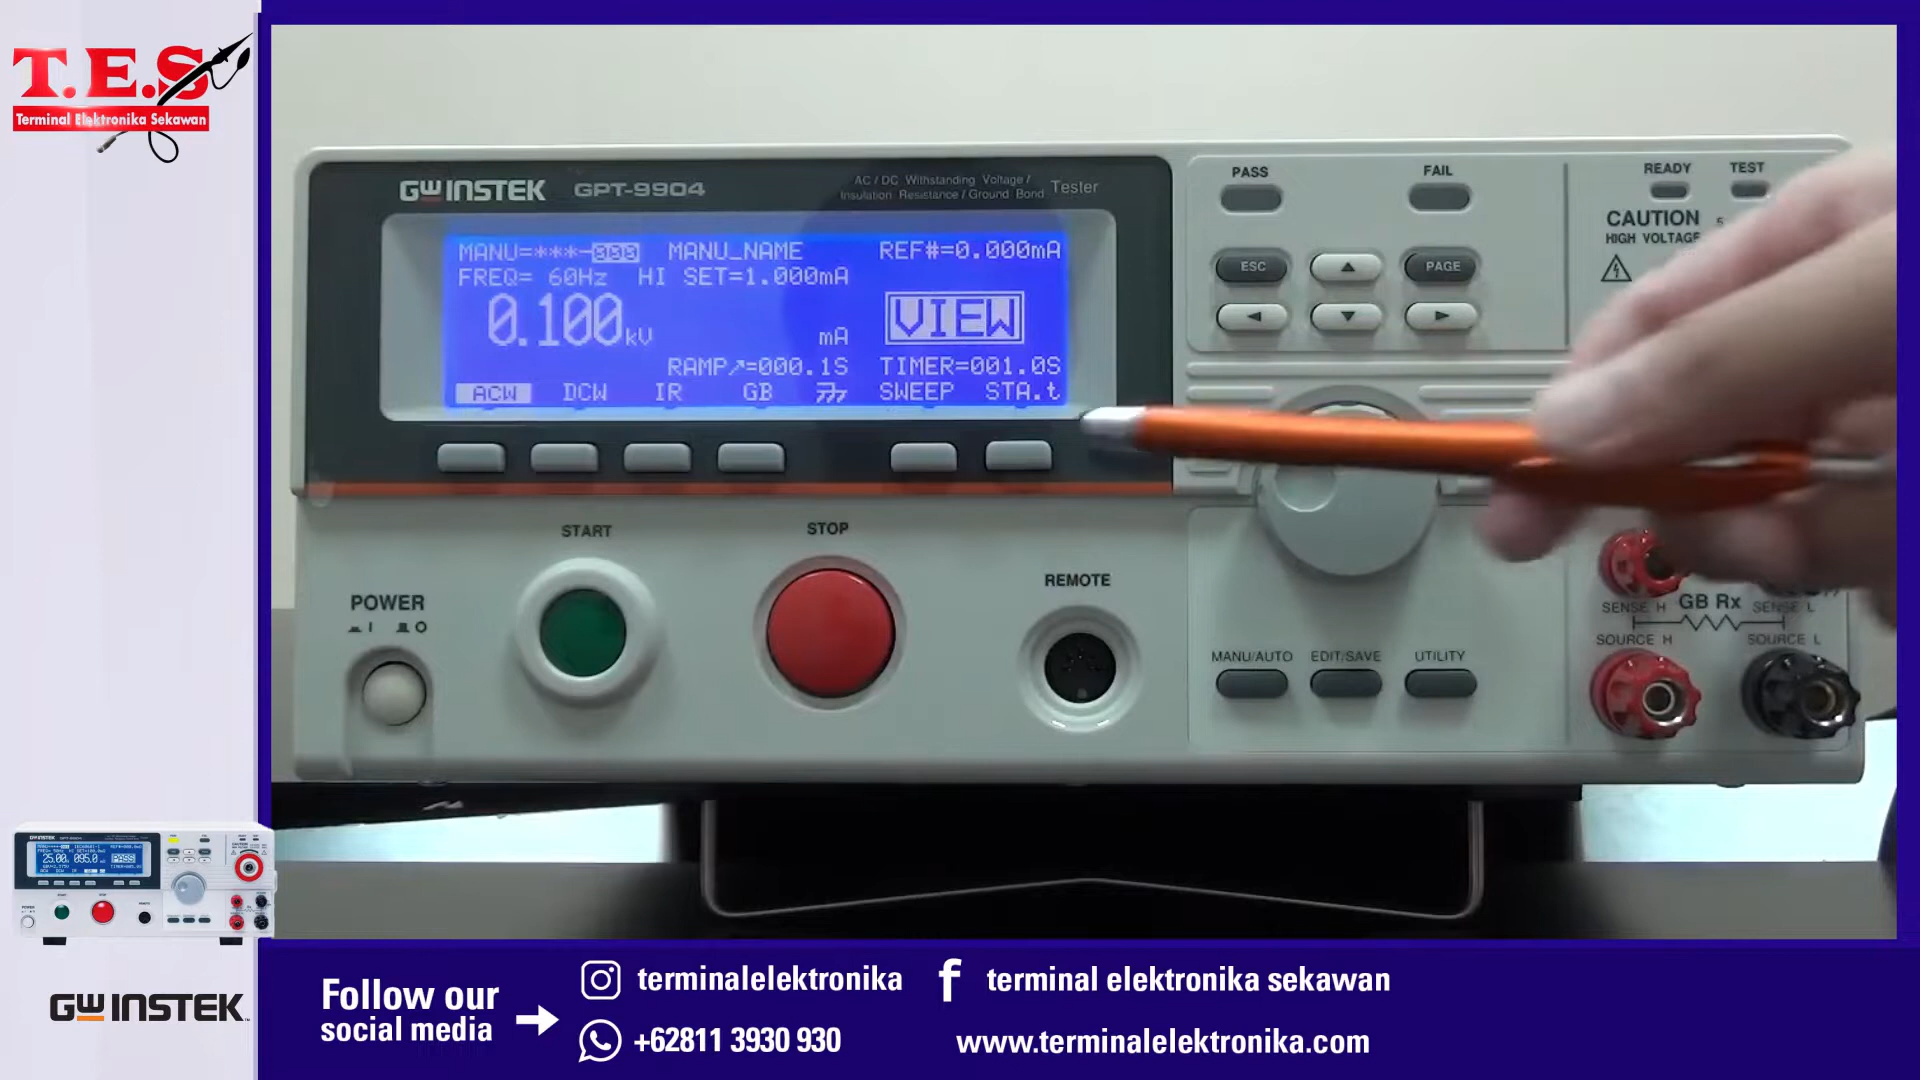 T.E.S
Terminal Elektronika Sekawan
GWINSTEK GPT-9904
AC / DC Withstanding Voltage /
Insulation Resistance / Ground Bond Tester
MANU=***-000 MANU_NAME REF#=0.000mA
FREQ= 60Hz HI SET=1.000mA
0.100kV mA VIEW
RAMP↗=000.1S TIMER=001.0S
ACW DCW IR GB SWEEP STA.t
PASS FAIL READY TEST
CAUTION
HIGH VOLTAGE
ESC PAGE
START STOP
REMOTE
POWER
I O
MANU/AUTO EDIT/SAVE UTILITY
SENSE H GB Rx SENSE L
SOURCE H SOURCE L
GWINSTEK
Follow our
social media
terminalelektronika
terminal elektronika sekawan
+62811 3930 930
www.terminalelektronika.com